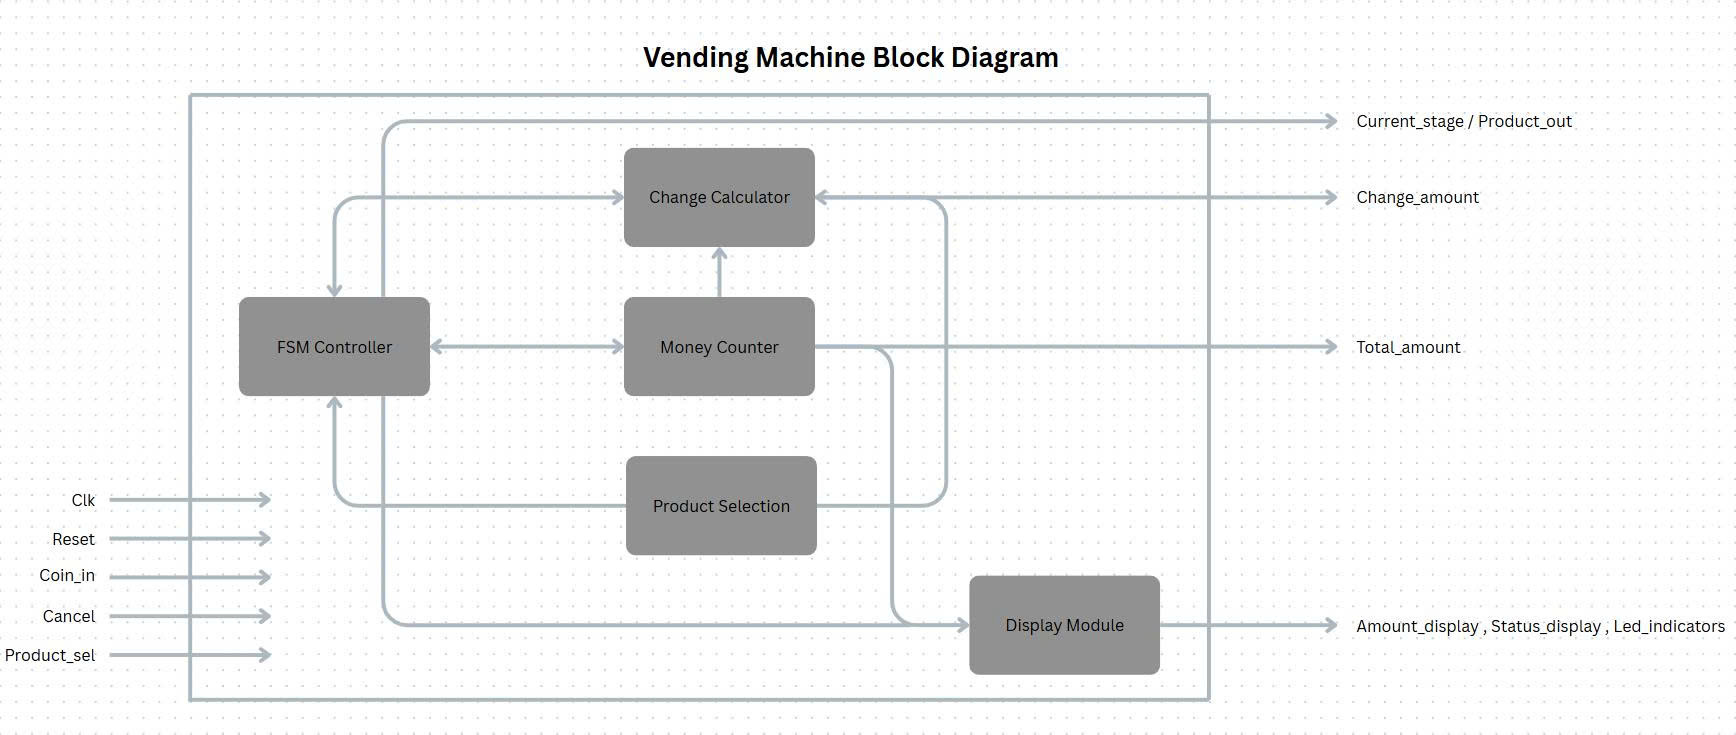 Vending Machine Block Diagram
Current_stage / Product_out
Change Calculator
Change_amount
FSM Controller
Money Counter
Total_amount
Product Selection
Clk
Reset
Coin_in
Cancel
Product_sel
Display Module
Amount_display , Status_display , Led_indicators